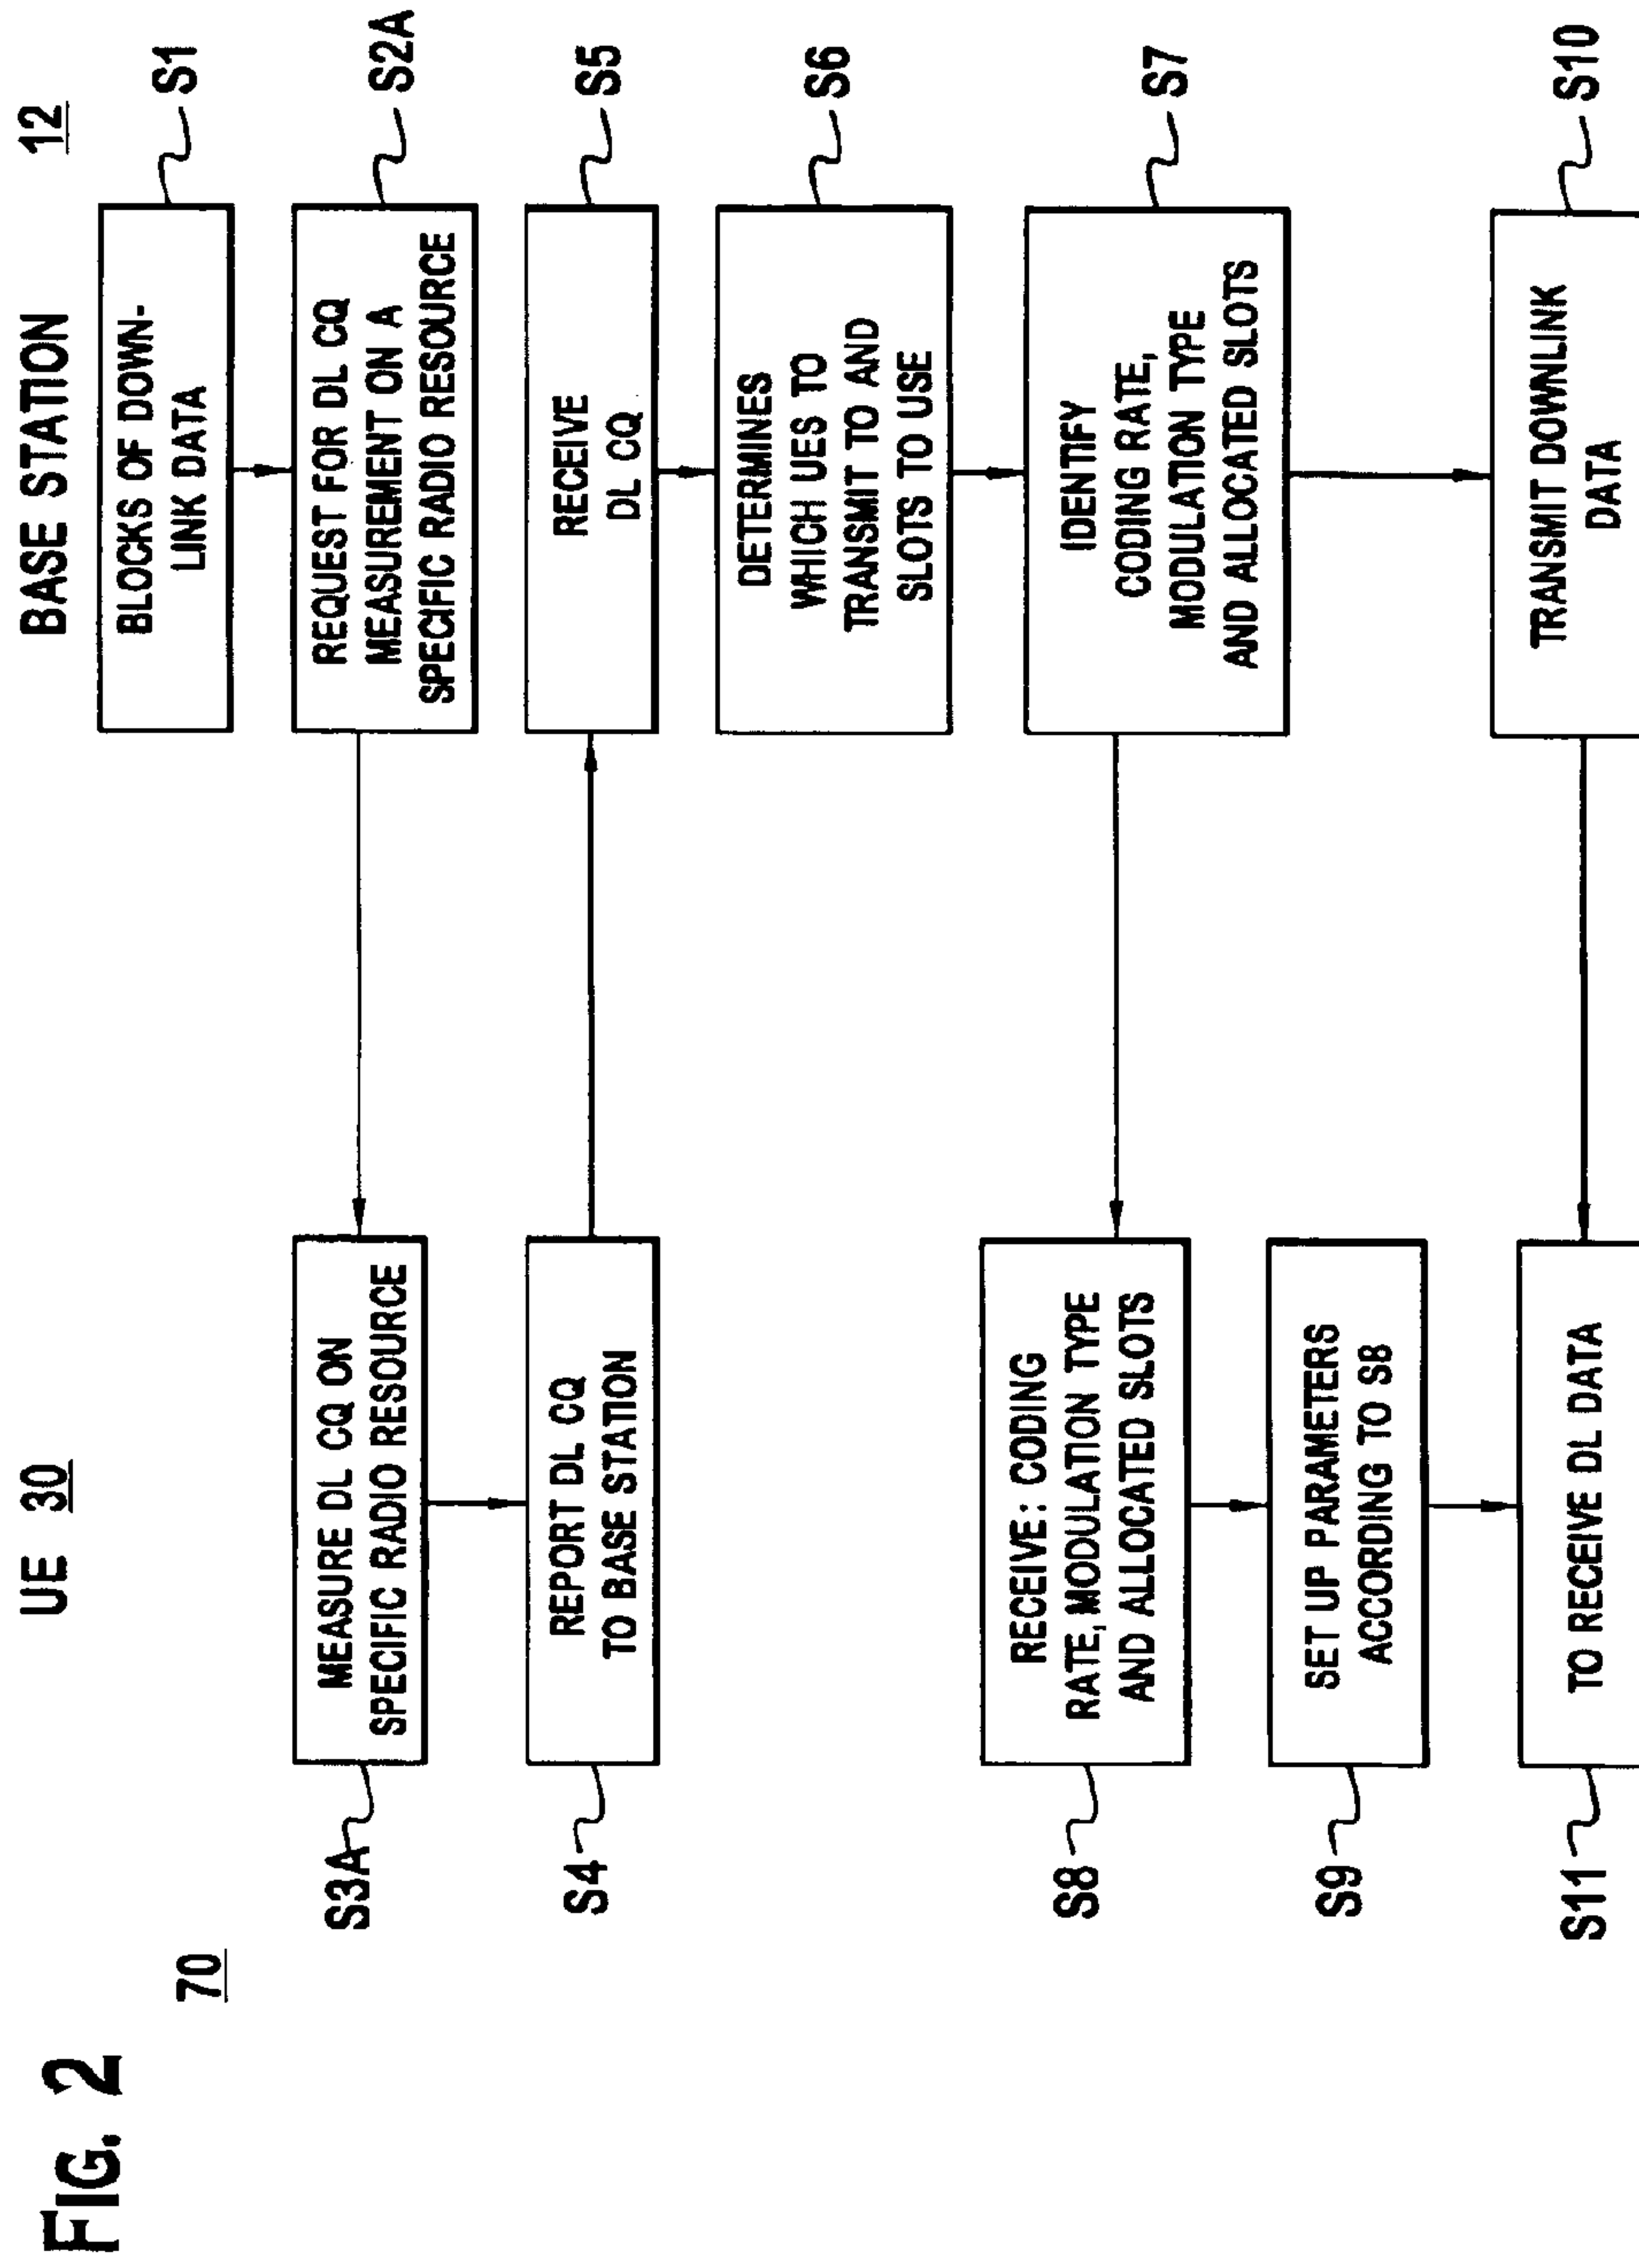 FIG. 2
70
UE 30
BASE STATION 12
BLOCKS OF DOWN-
LINK DATA
S1
REQUEST FOR DL CQ
MEASUREMENT ON A
SPECIFIC RADIO RESOURCE
S2A
S3A
MEASURE DL CQ ON
SPECIFIC RADIO RESOURCE
S4
REPORT DL CQ
TO BASE STATION
RECEIVE
DL CQ
S5
DETERMINES
WHICH UES TO
TRANSMIT TO AND
SLOTS TO USE
S6
IDENTIFY
CODING RATE,
MODULATION TYPE
AND ALLOCATED SLOTS
S7
S8
RECEIVE: CODING
RATE, MODULATION TYPE
AND ALLOCATED SLOTS
S9
SET UP PARAMETERS
ACCORDING TO S8
TRANSMIT DOWNLINK
DATA
S10
S11
TO RECEIVE DL DATA